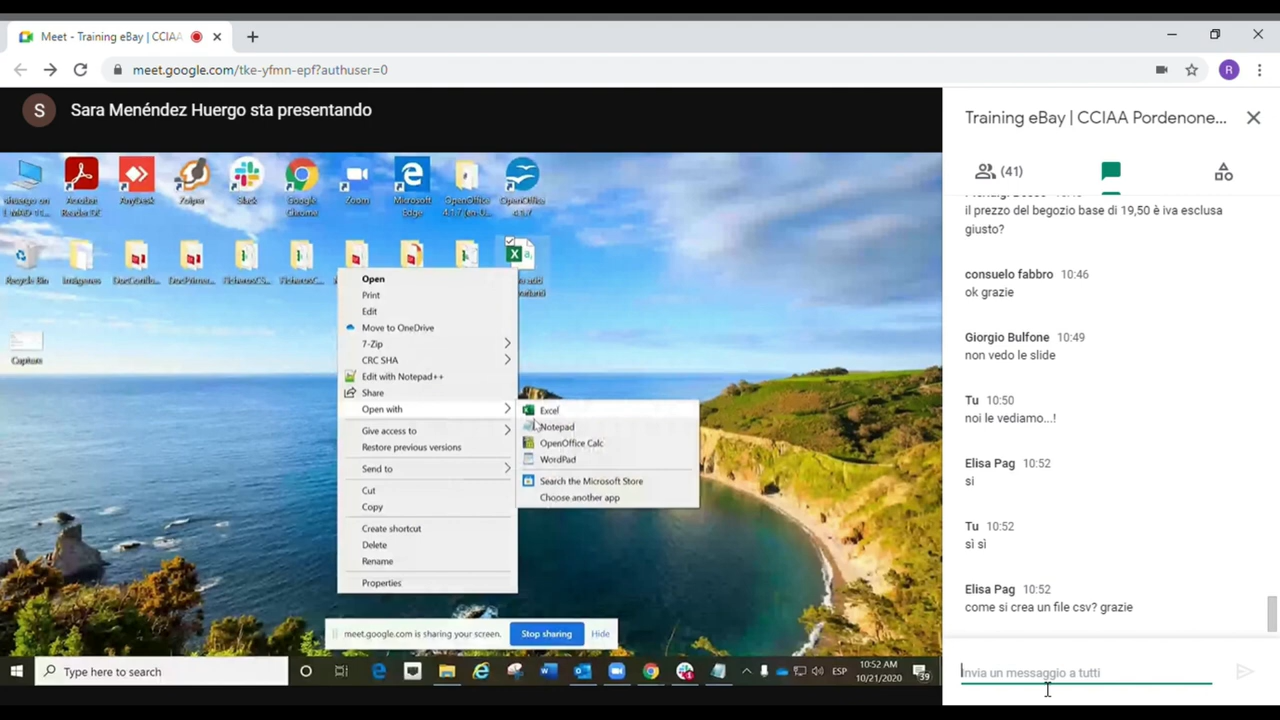 Meet - Training eBay | CCIAA
meet.google.com/tke-yfmn-epf?authuser=0
R
S
Sara Menéndez Huergo sta presentando
Training eBay | CCIAA Pordenone...
(41)
Acrobat
Reader DC
AnyDesk
Zoiper
Slack
Google
Chrome
Zoom
Microsoft
Edge
OpenOffice
OpenOffice
4.1.7
Recycle Bin
Imágenes
Open
Print
Edit
Move to OneDrive
7-Zip
CRC SHA
Edit with Notepad++
Share
Open with
Give access to
Restore previous versions
Send to
Cut
Copy
Create shortcut
Delete
Rename
Properties
Excel
Notepad
OpenOffice Calc
WordPad
Search the Microsoft Store
Choose another app
meet.google.com is sharing your screen.
Stop sharing
Hide
Type here to search
ESP
10:52 AM
10/21/2020
39
il prezzo del begozio base di 19,50 è iva esclusa
giusto?
consuelo fabbro 10:46
ok grazie
Giorgio Bulfone 10:49
non vedo le slide
Tu 10:50
noi le vediamo...!
Elisa Pag 10:52
si
Tu 10:52
sì sì
Elisa Pag 10:52
come si crea un file csv? grazie
Invia un messaggio a tutti